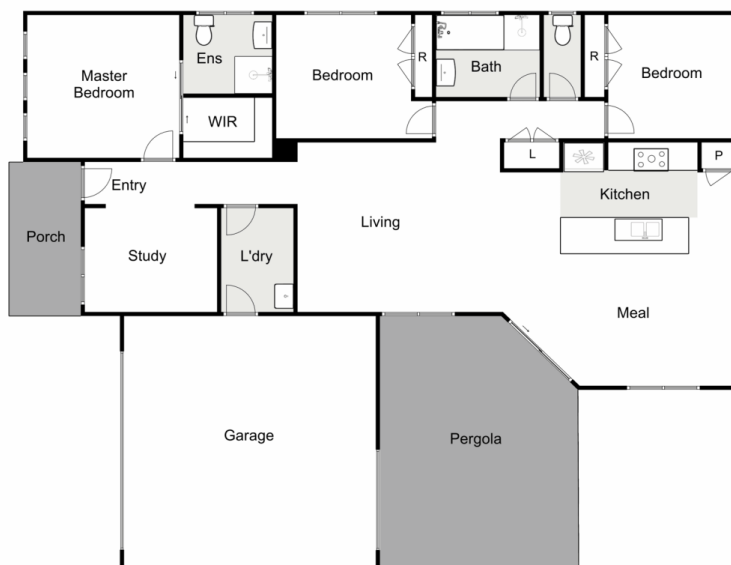 Master
Bedroom
Ens
WIR
Bedroom
R
Bath
R
Bedroom
L
P
Kitchen
Entry
Porch
Study
L'dry
Living
Meal
Garage
Pergola